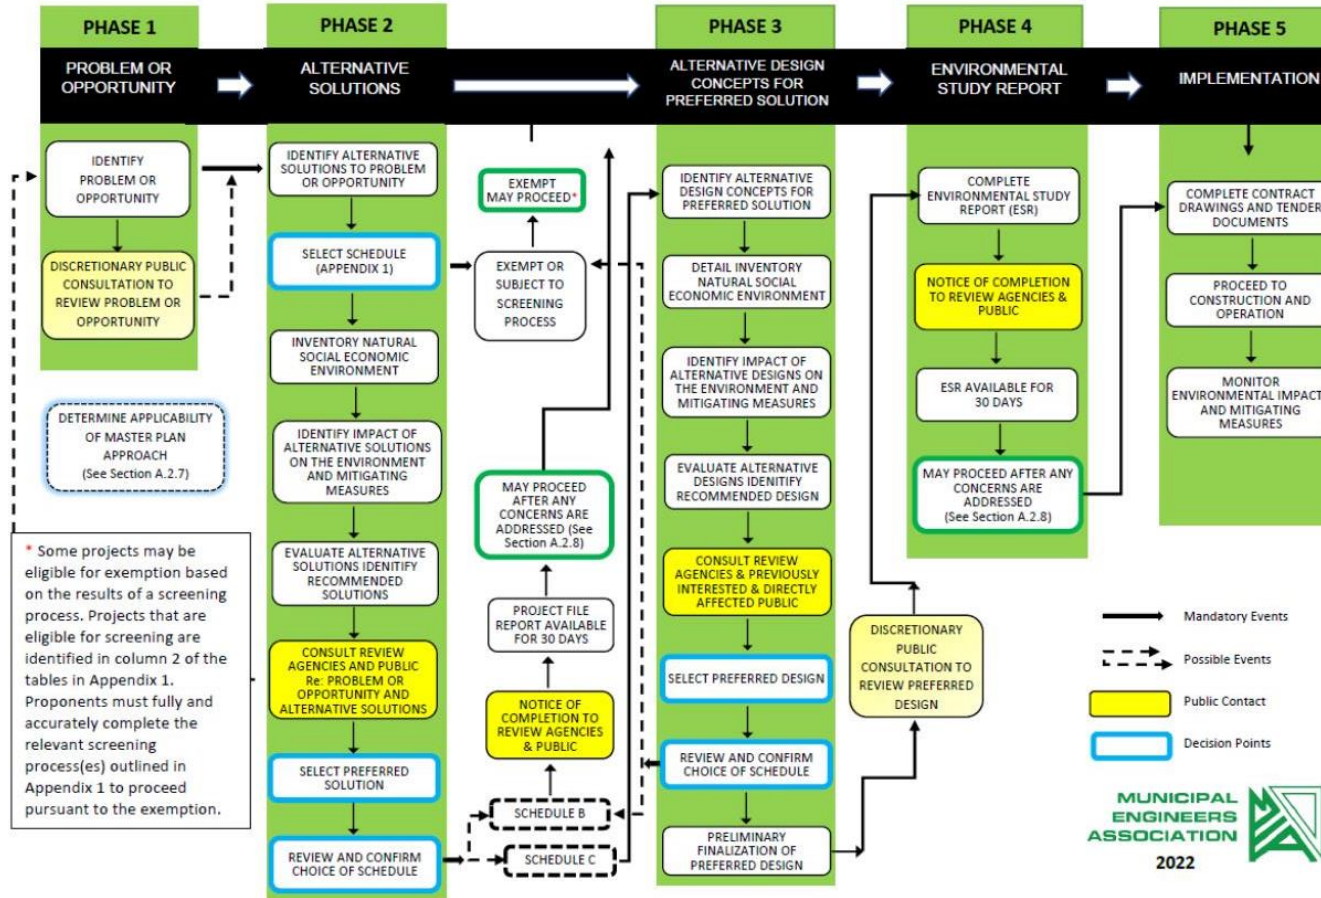 PHASE 1
PROBLEM OR
OPPORTUNITY
IDENTIFY
PROBLEM OR
OPPORTUNITY
DISCRETIONARY PUBLIC
CONSULTATION TO
REVIEW PROBLEM OR
OPPORTUNITY
DETERMINE APPLICABILITY
OF MASTER PLAN
APPROACH
(See Section A.2.7)
* Some projects may be
eligible for exemption based
on the results of a screening
process. Projects that are
eligible for screening are
identified in column 2 of the
tables in Appendix 1.
Proponents must fully and
accurately complete the
relevant screening
process(es) outlined in
Appendix 1 to proceed
pursuant to the exemption.
PHASE 2
ALTERNATIVE
SOLUTIONS
IDENTIFY ALTERNATIVE
SOLUTIONS TO PROBLEM
OR OPPORTUNITY
SELECT SCHEDULE
(APPENDIX 1)
INVENTORY NATURAL
SOCIAL ECONOMIC
ENVIRONMENT
IDENTIFY IMPACT OF
ALTERNATIVE SOLUTIONS
ON THE ENVIRONMENT
AND MITIGATING
MEASURES
EVALUATE ALTERNATIVE
SOLUTIONS IDENTITIFY
RECOMMENDED
SOLUTIONS
CONSULT REVIEW
AGENCIES AND PUBLIC
Re: PROBLEM OR
OPPORTUNITY AND
ALTERNATIVE SOLUTIONS
SELECT PREFERRED
SOLUTION
REVIEW AND CONFIRM
CHOICE OF SCHEDULE
EXEMPT
MAY PROCEED*
EXEMPT OR
SUBJECT TO
SCREENING
PROCESS
MAY PROCEED
AFTER ANY
CONCERNS ARE
ADDRESSED (See
Section A.2.8)
PROJECT FILE
REPORT AVAILABLE
FOR 30 DAYS
NOTICE OF
COMPLETION TO
REVIEW AGENCIES
& PUBLIC
SCHEDULE B
SCHEDULE C
PHASE 3
ALTERNATIVE DESIGN
CONCEPTS FOR
PREFERRED SOLUTION
IDENTIFY ALTERNATIVE
DESIGN CONCEPTS FOR
PREFERRED SOLUTION
DETAIL INVENTORY
NATURAL SOCIAL
ECONOMIC ENVIRONMENT
IDENTIFY IMPACT OF
ALTERNATIVE DESIGNS ON
THE ENVIRONMENT AND
MITIGATING MEASURES
EVALUATE ALTERNATIVE
DESIGNS IDENITIFY
RECOMMENDED DESIGN
CONSULT REVIEW
AGENCIES & PREVIOUSLY
INTERESTED & DIRECTLY
AFFECTED PUBLIC
SELECT PREFERRED DESIGN
REVIEW AND CONFIRM
CHOICE OF SCHEDULE
PRELIMINARY
FINALIZATION OF
PREFERRED DESIGN
DISCRETIONARY
PUBLIC
CONSULTATION TO
REVIEW PREFERRED
DESIGN
PHASE 4
ENVIRONMENTAL
STUDY REPORT
COMPLETE
ENVIRONMENTAL STUDY
REPORT (ESR)
NOTICE OF COMPLETION
TO REVIEW AGENCIES &
PUBLIC
ESR AVAILABLE FOR
30 DAYS
MAY PROCEED AFTER ANY
CONCERNS ARE
ADDRESSED
(See Section A.2.8)
PHASE 5
IMPLEMENTATION
COMPLETE CONTRACT
DRAWINGS AND TENDER
DOCUMENTS
PROCEED TO
CONSTRUCTION AND
OPERATION
MONITOR
ENVIRONMENTAL IMPACT
AND MITIGATING
MEASURES
Mandatory Events
Possible Events
Public Contact
Decision Points
MUNICIPAL
ENGINEERS
ASSOCIATION
2022